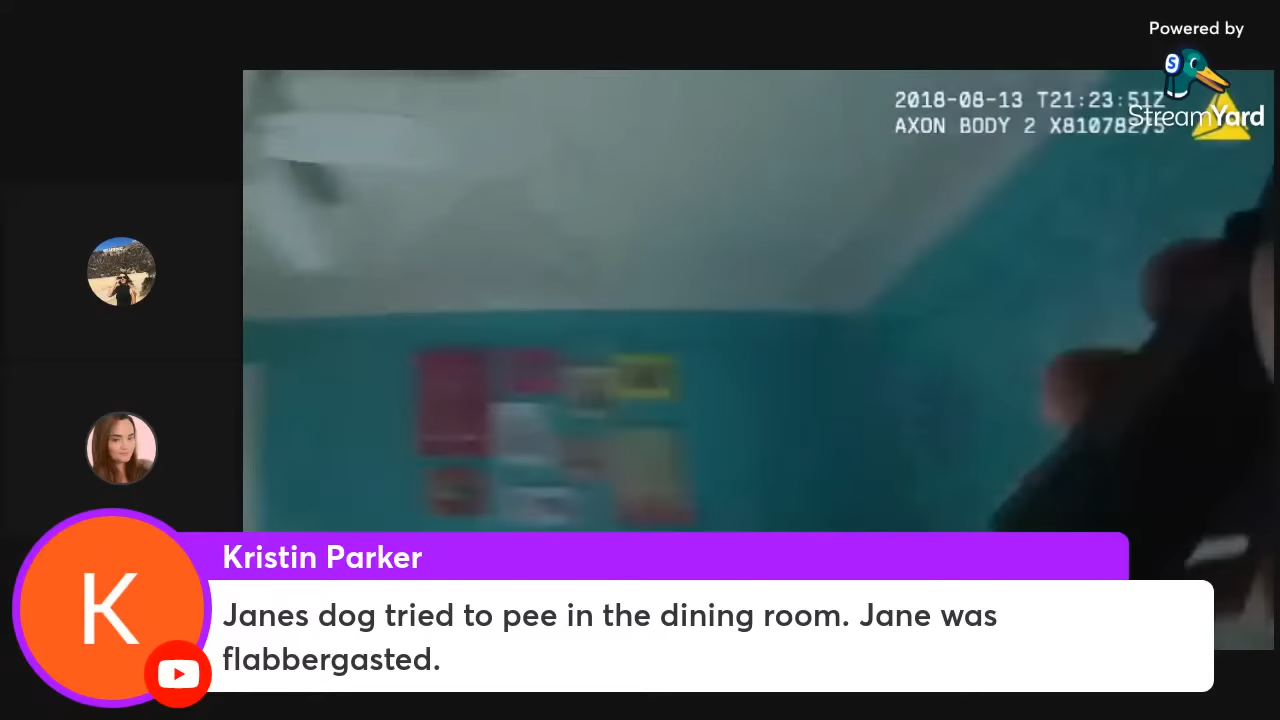 Powered by
StreamYard
2018-08-13 T21:23:51Z
AXON BODY 2 X81078275
Kristin Parker
Janes dog tried to pee in the dining room. Jane was
flabbergasted.
K